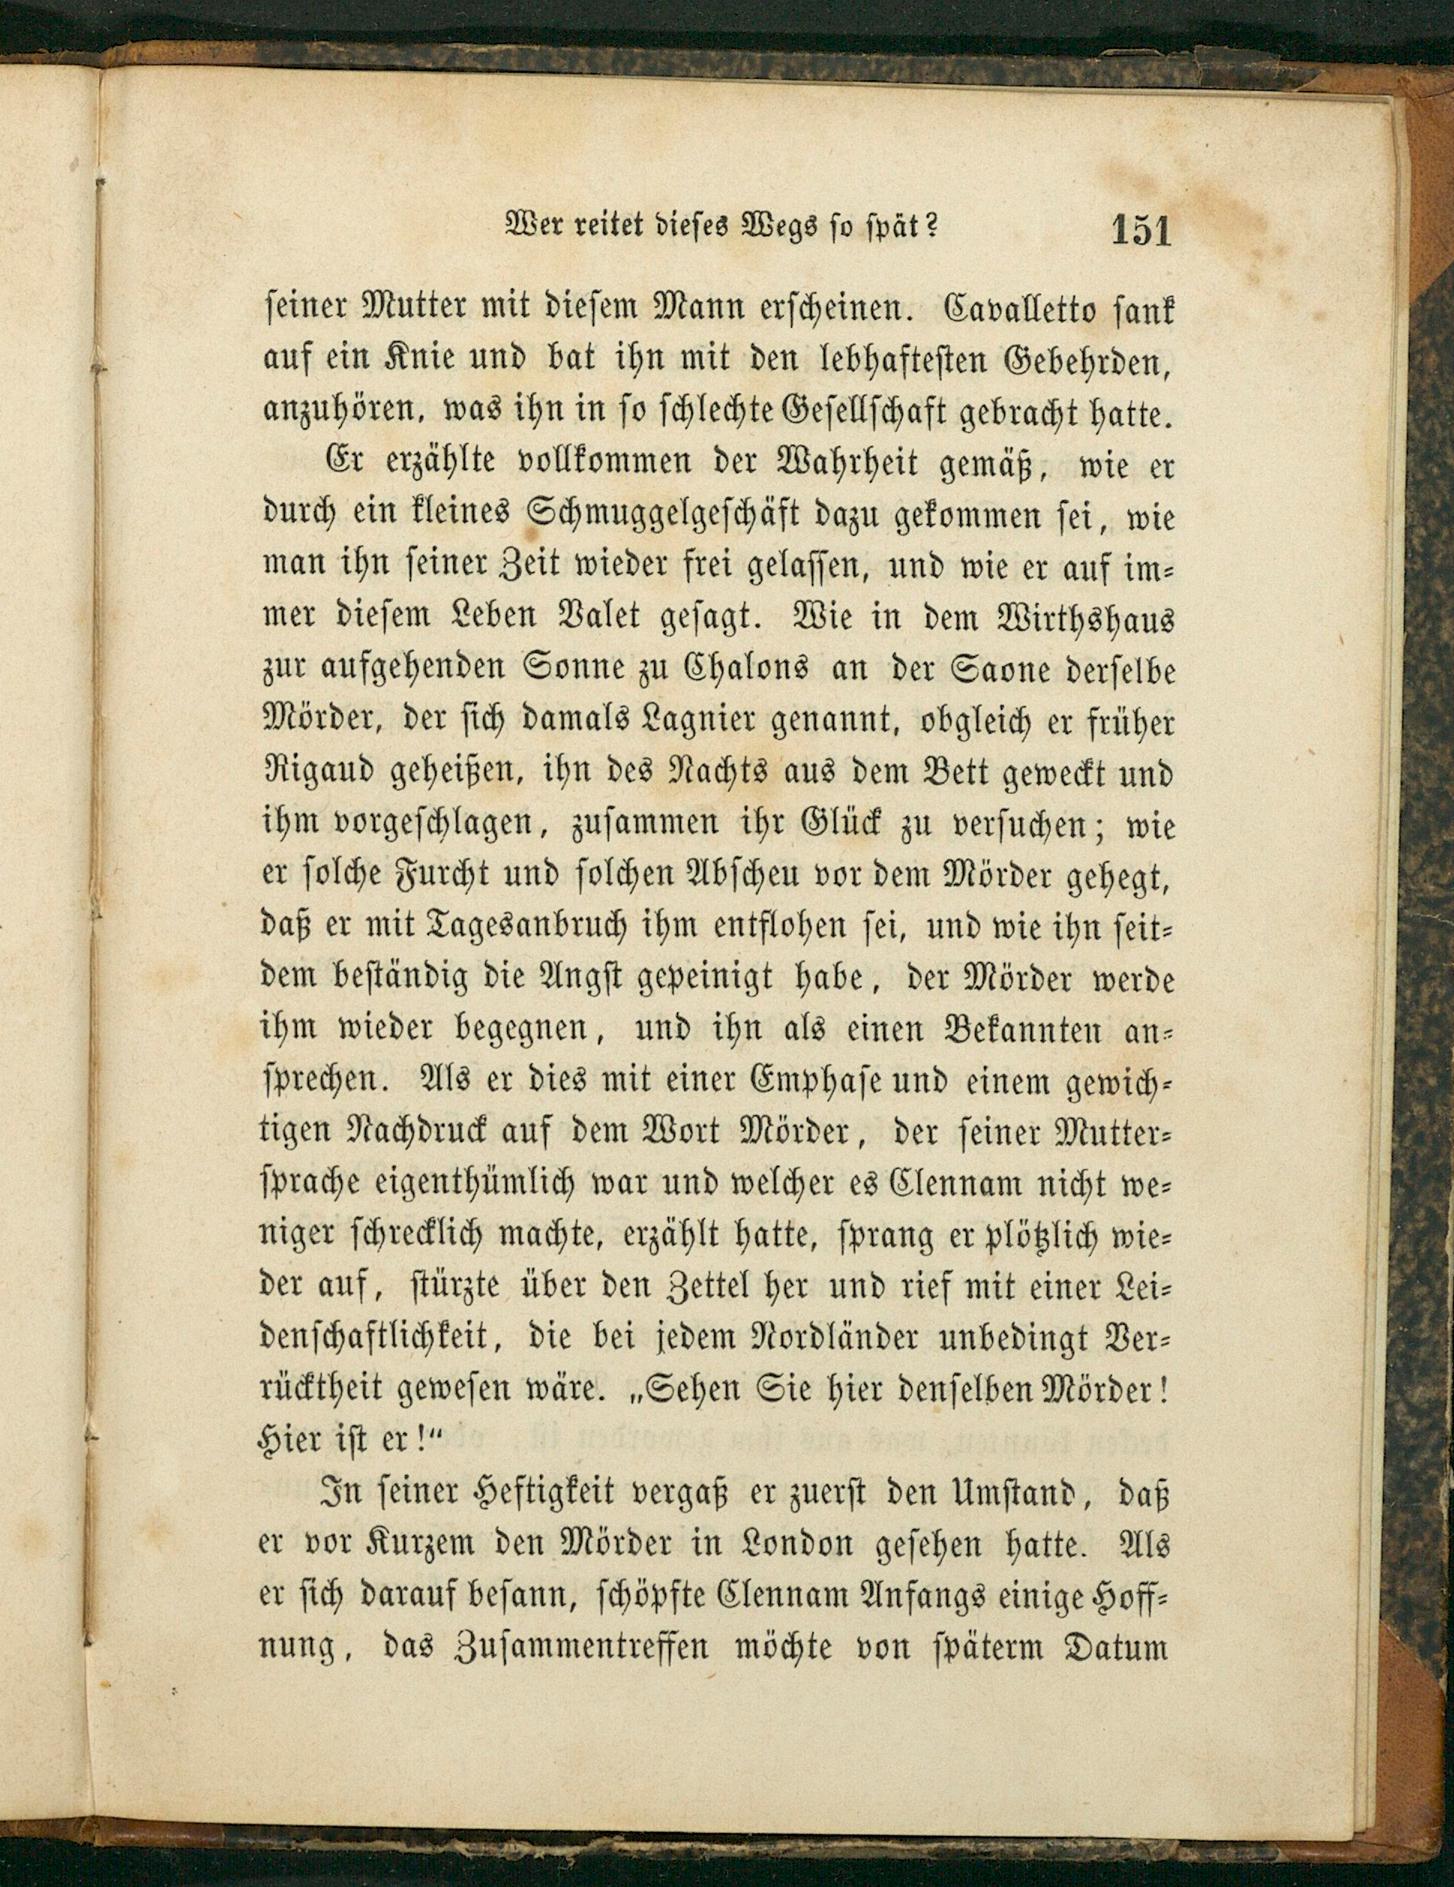 Wer reitet dieses Wegs so spät? 151
seiner Mutter mit diesem Mann erscheinen. Cavalletto sank
auf ein Knie und bat ihn mit den lebhaftesten Gebehrden,
anzuhören, was ihn in so schlechte Gesellschaft gebracht hatte.
Er erzählte vollkommen der Wahrheit gemäß, wie er
durch ein kleines Schmuggelgeschäft dazu gekommen sei, wie
man ihn seiner Zeit wieder frei gelassen, und wie er auf im-
mer diesem Leben Valet gesagt. Wie in dem Wirthshaus
zur aufgehenden Sonne zu Chalons an der Saone derselbe
Mörder, der sich damals Lagnier genannt, obgleich er früher
Rigaud geheißen, ihn des Nachts aus dem Bett geweckt und
ihm vorgeschlagen, zusammen ihr Glück zu versuchen; wie
er solche Furcht und solchen Abscheu vor dem Mörder gehegt,
daß er mit Tagesanbruch ihm entflohen sei, und wie ihn seit-
dem beständig die Angst gepeinigt habe, der Mörder werde
ihm wieder begegnen, und ihn als einen Bekannten an-
sprechen. Als er dies mit einer Emphase und einem gewich-
tigen Nachdruck auf dem Wort Mörder, der seiner Mutter-
sprache eigenthümlich war und welcher es Clennam nicht we-
niger schrecklich machte, erzählt hatte, sprang er plötzlich wie-
der auf, stürzte über den Zettel her und rief mit einer Lei-
denschaftlichkeit, die bei jedem Nordländer unbedingt Ver-
rücktheit gewesen wäre. „Sehen Sie hier denselben Mörder!
Hier ist er!“
In seiner Heftigkeit vergaß er zuerst den Umstand, daß
er vor Kurzem den Mörder in London gesehen hatte. Als
er sich darauf besann, schöpfte Clennam Anfangs einige Hoff-
nung, das Zusammentreffen möchte von späterm Datum